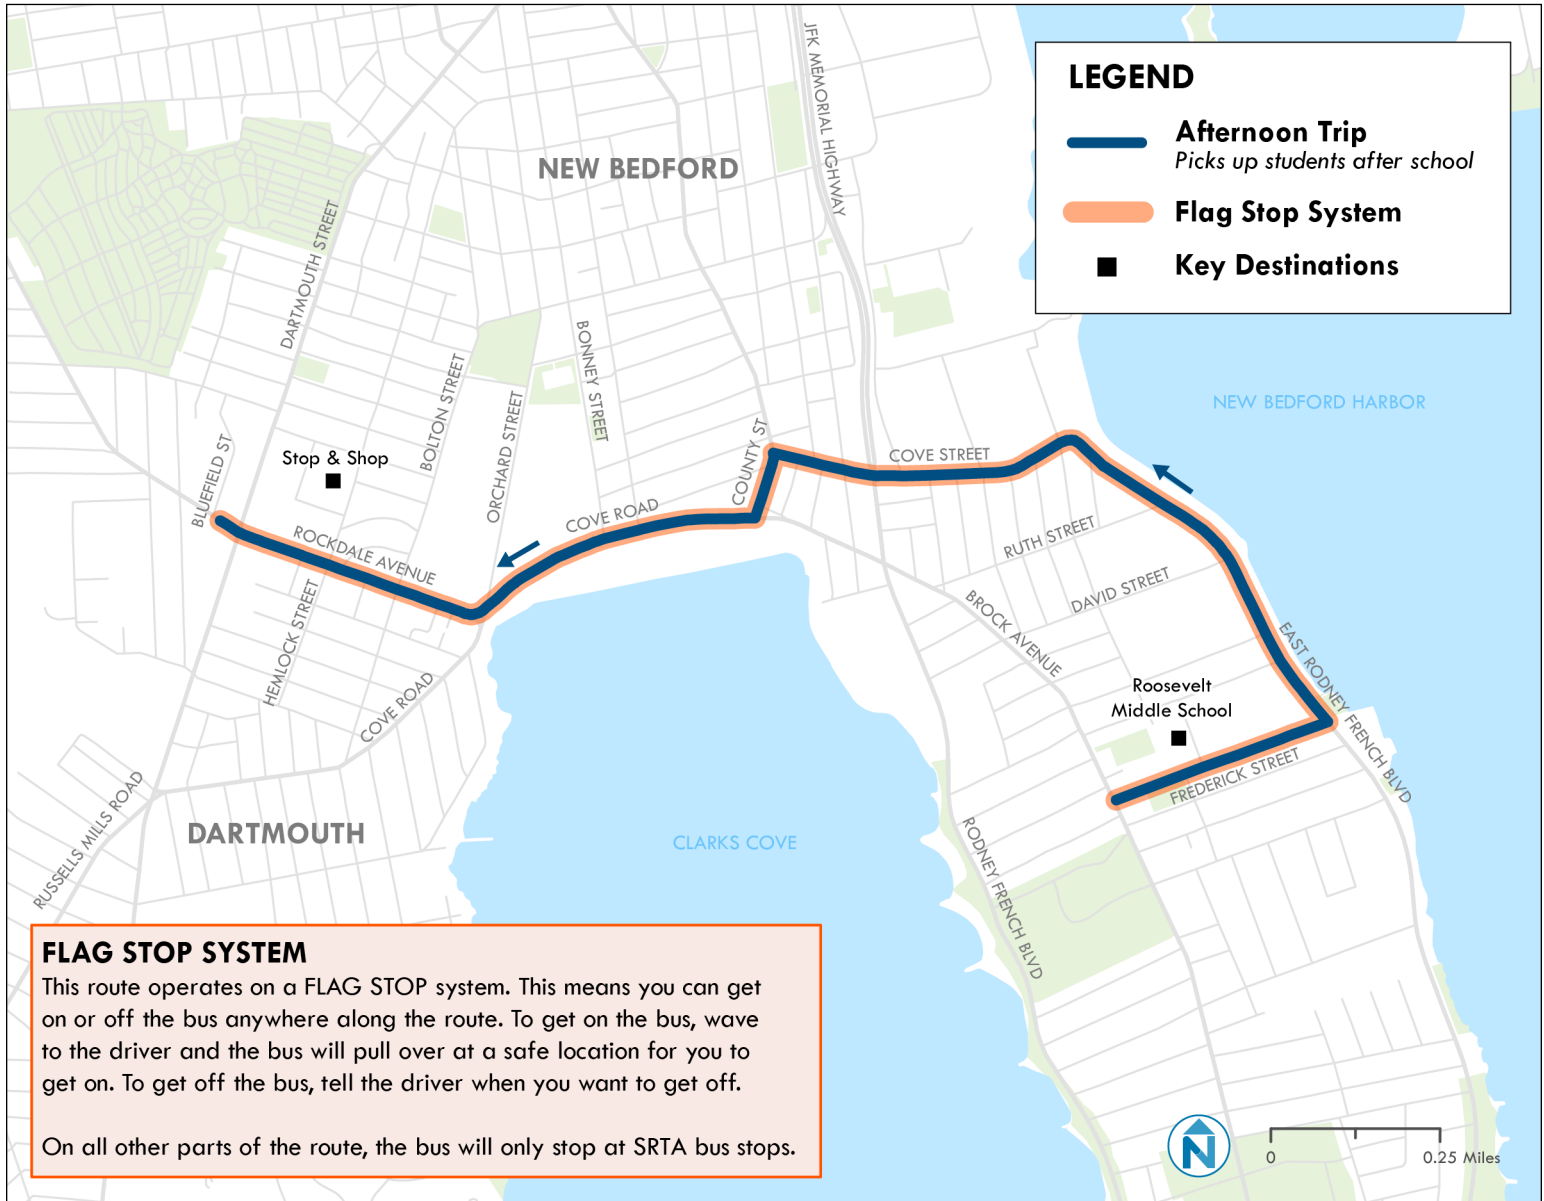 JFK MEMORIAL HIGHWAY
LEGEND
Afternoon Trip
Picks up students after school
Flag Stop System
Key Destinations
NEW BEDFORD
DARTMOUTH STREET
BONNEY STREET
BOLTON STREET
ORCHARD STREET
NEW BEDFORD HARBOR
BLUEFIELD ST
Stop & Shop
COUNTY ST
COVE STREET
COVE ROAD
ROCKDALE AVENUE
RUTH STREET
DAVID STREET
HEMLOCK STREET
BROCK AVENUE
EAST RODNEY FRENCH BLVD
COVE ROAD
Roosevelt
Middle School
FREDERICK STREET
RUSSELLS MILLS ROAD
DARTMOUTH
CLARKS COVE
RODNEY FRENCH BLVD
FLAG STOP SYSTEM
This route operates on a FLAG STOP system. This means you can get
on or off the bus anywhere along the route. To get on the bus, wave
to the driver and the bus will pull over at a safe location for you to
get on. To get off the bus, tell the driver when you want to get off.
On all other parts of the route, the bus will only stop at SRTA bus stops.
N
0
0.25 Miles